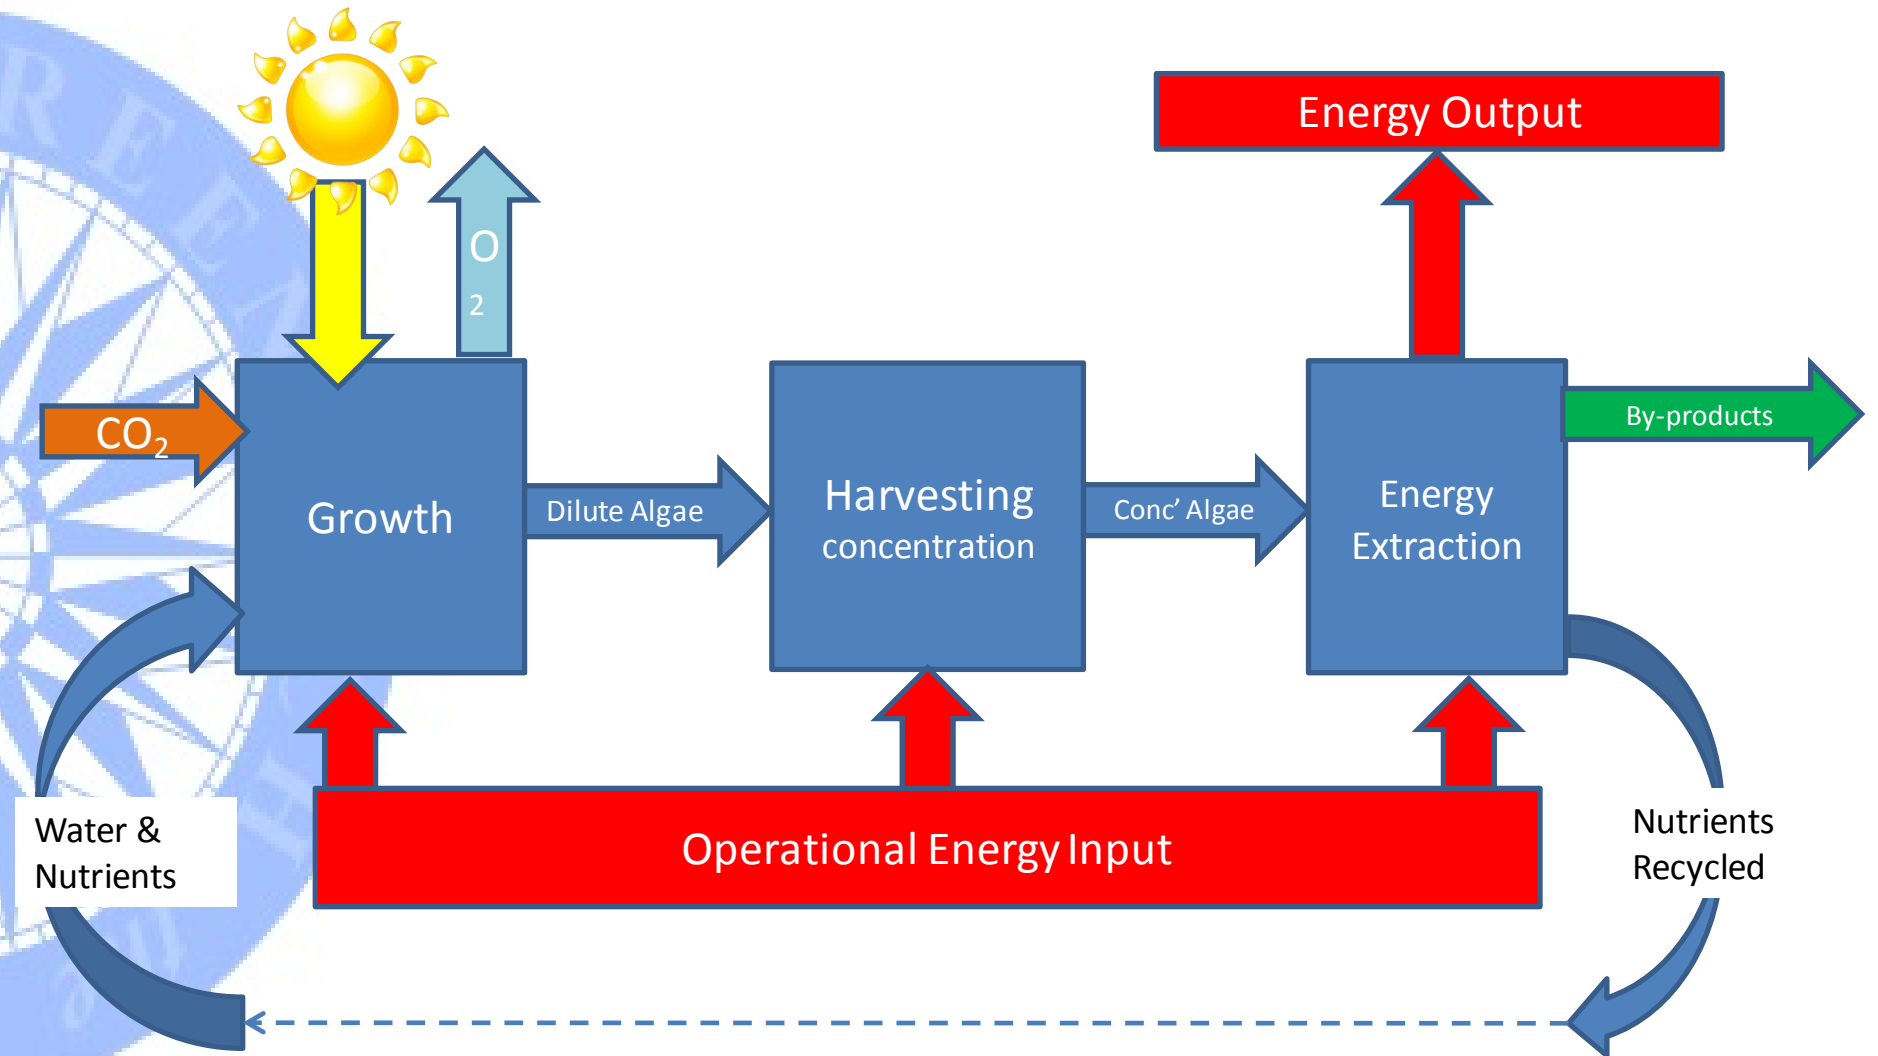 Energy Output
O
2
CO₂
By-products
Growth
Dilute Algae
Harvesting
concentration
Conc’ Algae
Energy
Extraction
Water &
Nutrients
Operational Energy Input
Nutrients
Recycled